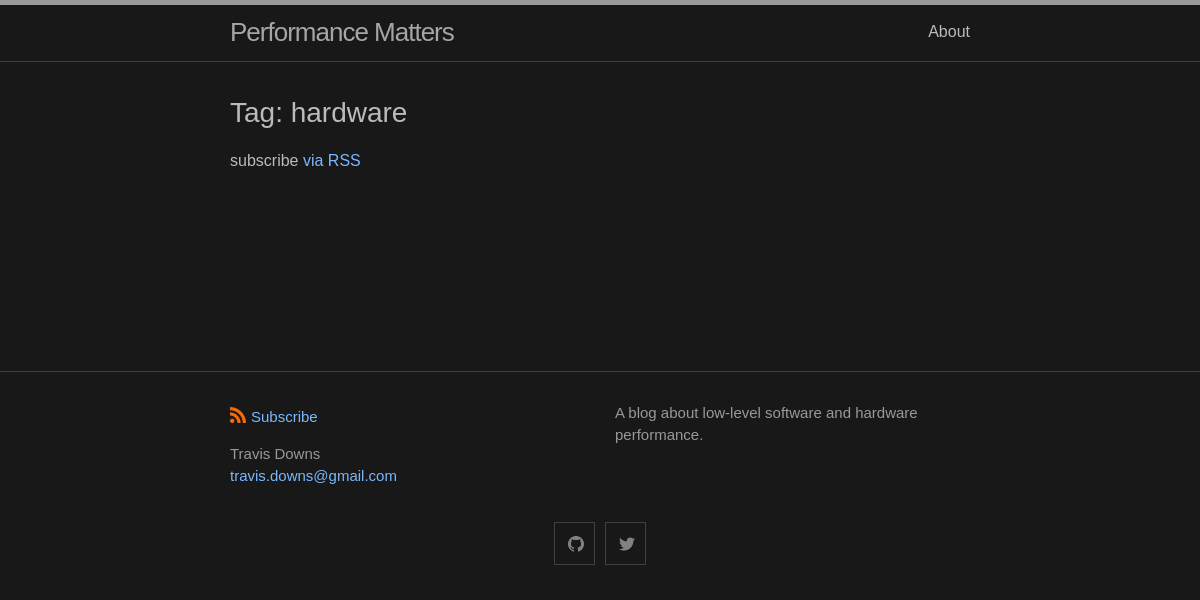 Performance Matters
About
Tag: hardware
subscribe via RSS
Subscribe
Travis Downs
travis.downs@gmail.com
A blog about low-level software and hardware
performance.